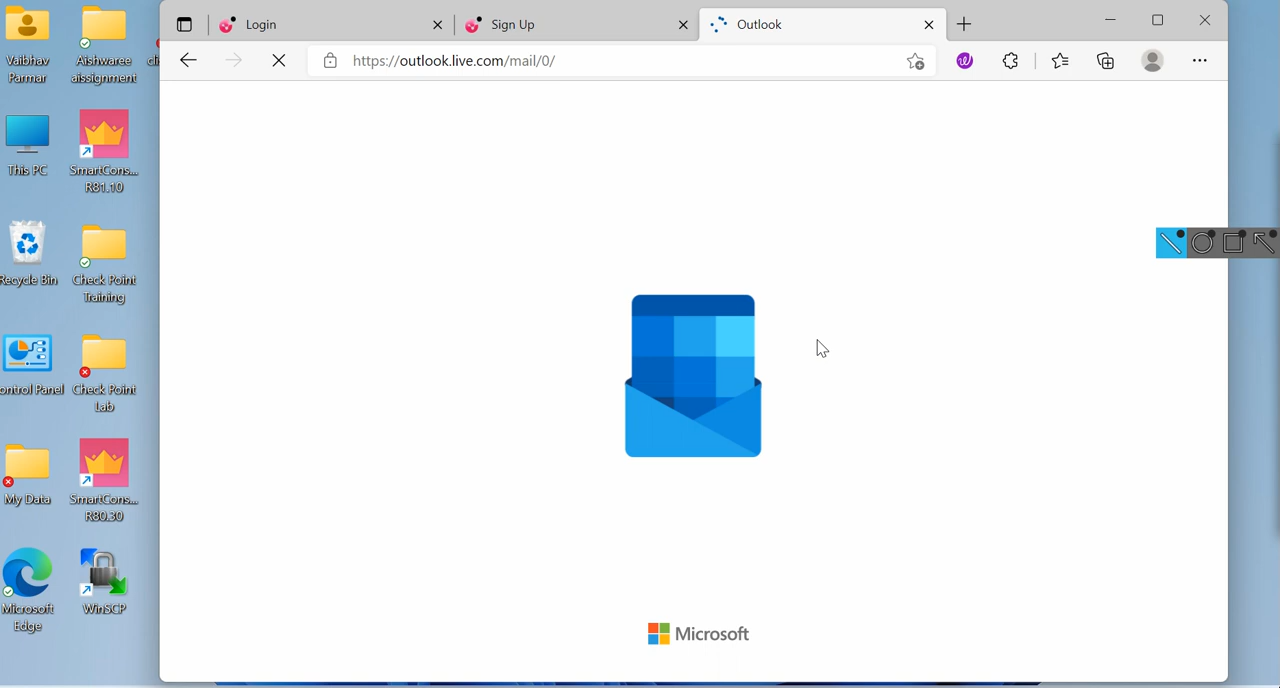 Login
Sign Up
Outlook
https://outlook.live.com/mail/0/
Vaibhav
Parmar
Aishwaree
aissignment
This PC
SmartCons...
R81.10
Recycle Bin
Check Point
Training
ontrol Panel
Check Point
Lab
My Data
SmartCons...
R80.30
Microsoft
Edge
WinSCP
Microsoft